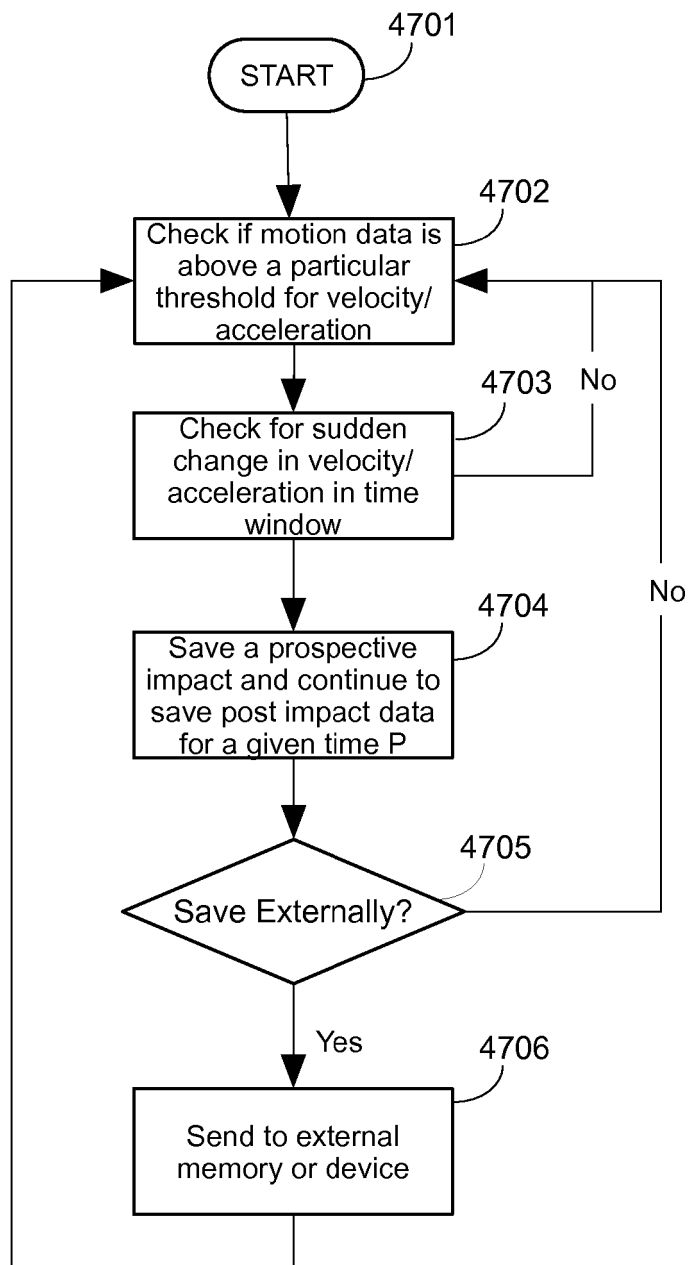 4701
START
4702
Check if motion data is
above a particular
threshold for velocity/
acceleration
4703
No
Check for sudden
change in velocity/
acceleration in time
window
No
4704
Save a prospective
impact and continue to
save post impact data
for a given time P
4705
Save Externally?
Yes
4706
Send to external
memory or device